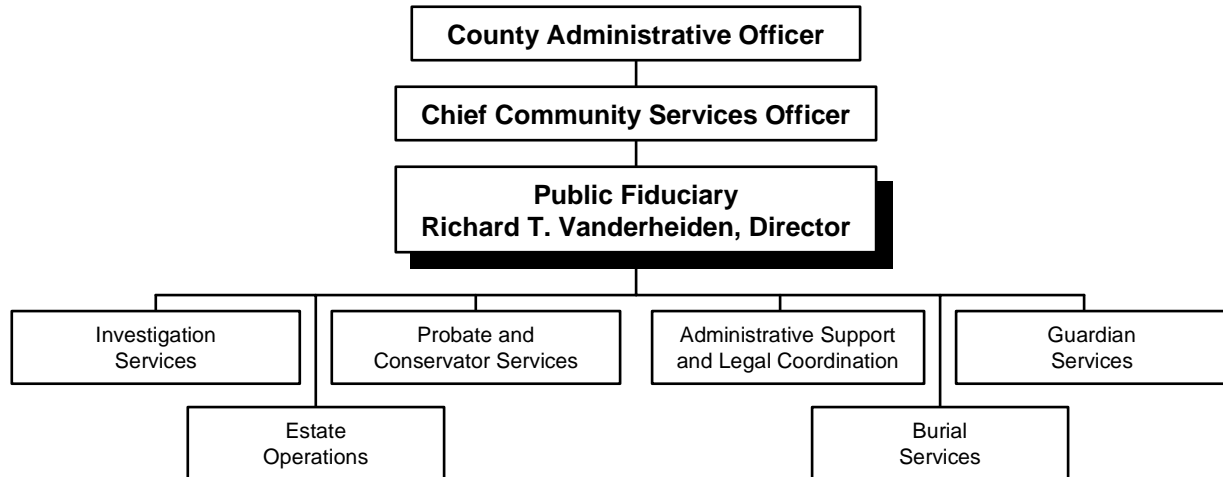 County Administrative Officer
Chief Community Services Officer
Public Fiduciary
Richard T. Vanderheiden, Director
Investigation
Services
Probate and
Conservator Services
Administrative Support
and Legal Coordination
Guardian
Services
Estate
Operations
Burial
Services